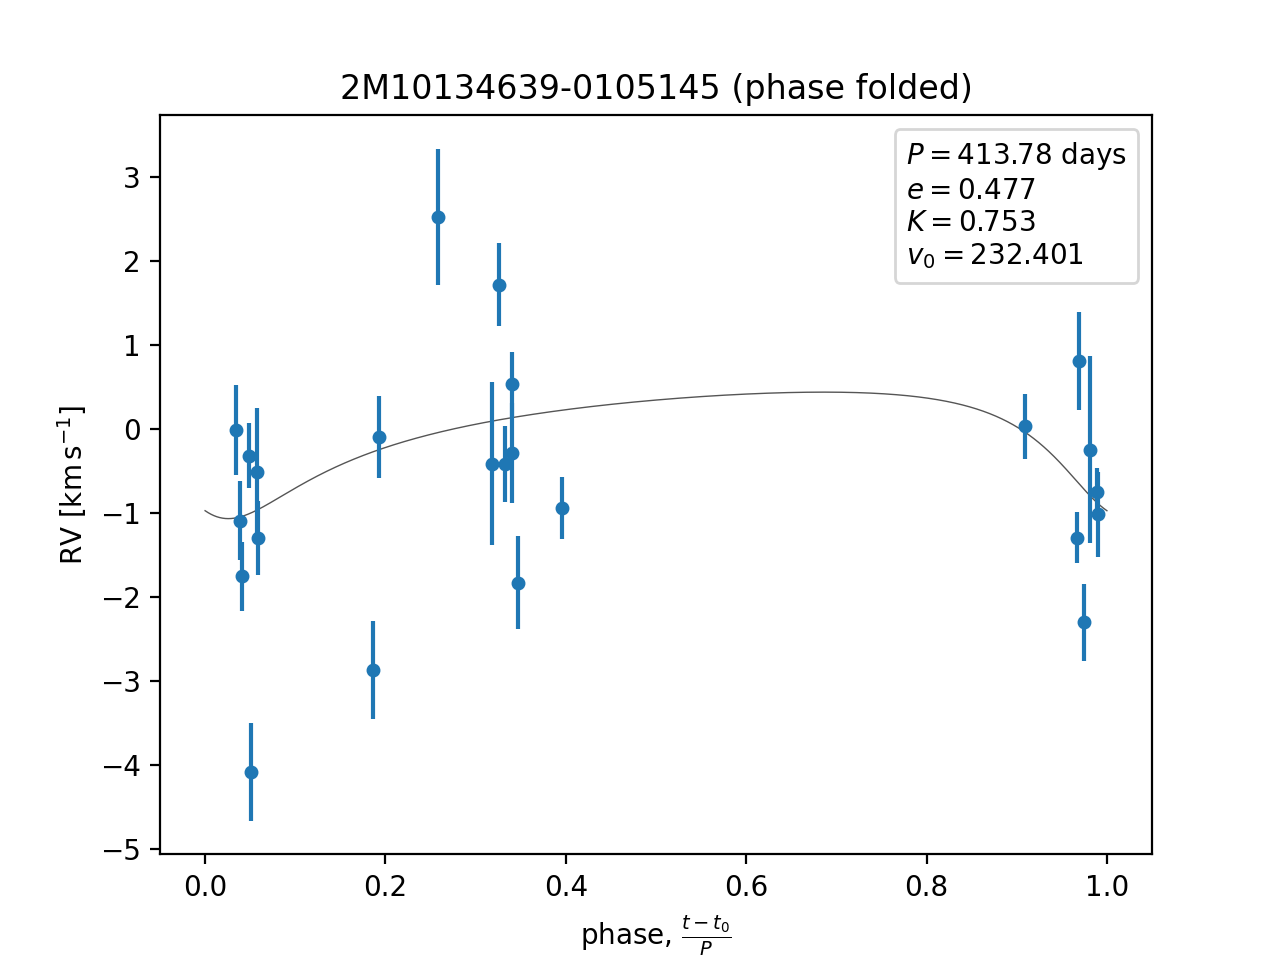 2M10134639-0105145 (phase folded)
P = 413.78 days
e = 0.477
K = 0.753
v₀ = 232.401
3
2
1
0
−1
−2
−3
−4
−5
RV [km s⁻¹]
0.0 0.2 0.4 0.6 0.8 1.0
phase, (t − t₀)/P